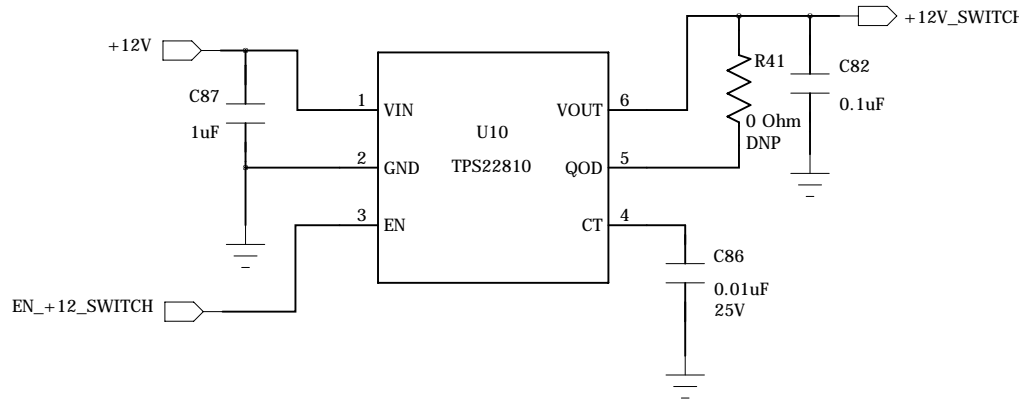 +12V_SWITCH
+12V
R41
C82
C87
1
VIN
VOUT
6
0.1uF
1uF
U10
0 Ohm
DNP
2
GND
TPS22810
QOD
5
3
EN
CT
4
C86
0.01uF
25V
EN_+12_SWITCH